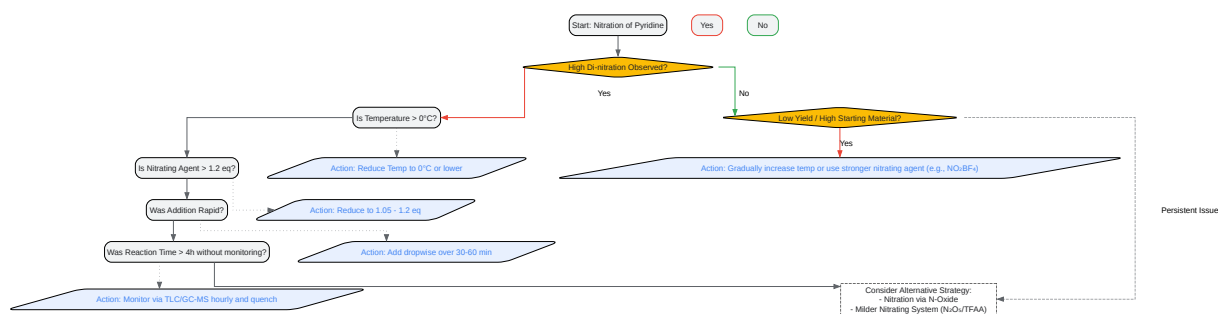 Start: Nitration of Pyridine
Yes
No
High Di-nitration Observed?
Yes
No
Is Temperature > 0°C?
Low Yield / High Starting Material?
Yes
Is Nitrating Agent > 1.2 eq?
Action: Reduce Temp to 0°C or lower
Action: Gradually increase temp or use stronger nitrating agent (e.g., NO₂BF₄)
Was Addition Rapid?
Action: Reduce to 1.05 - 1.2 eq
Persistent Issue
Was Reaction Time > 4h without monitoring?
Action: Add dropwise over 30-60 min
Action: Monitor via TLC/GC-MS hourly and quench
Consider Alternative Strategy:
- Nitration via N-Oxide
- Milder Nitrating System (N₂O₅/TFAA)